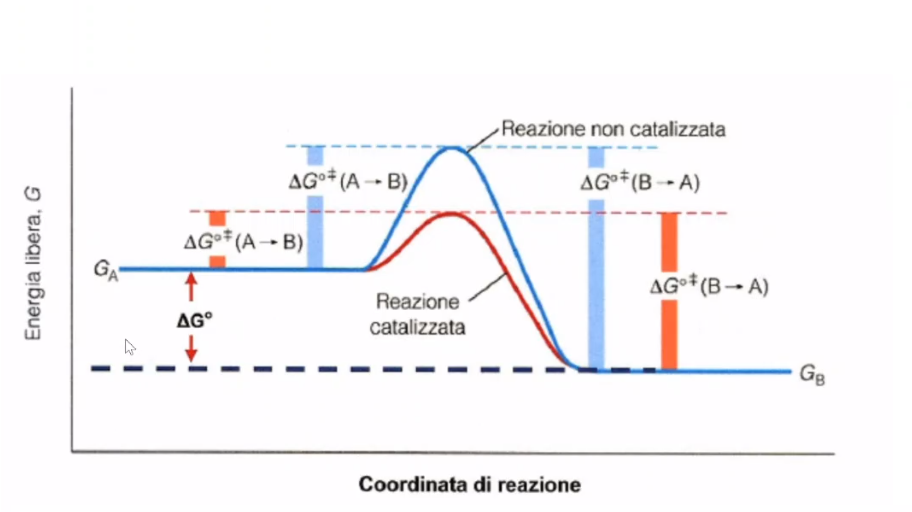 Reazione non catalizzata
ΔG°‡(A → B)
ΔG°‡(B → A)
ΔG°‡(A → B)
G_A
ΔG°‡(B → A)
Reazione
catalizzata
ΔG°
G_B
Energia libera, G
Coordinata di reazione